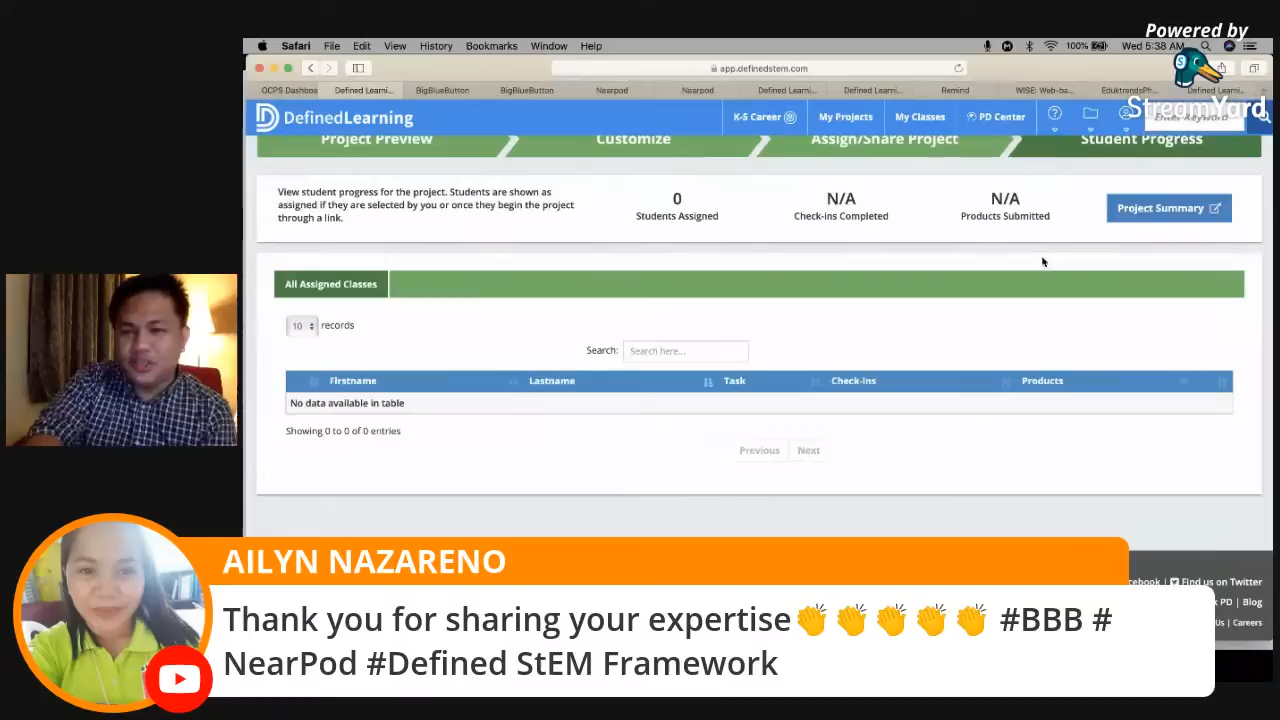 Powered by
StreamYard
Safari File Edit View History Bookmarks Window Help
100% Wed 5:38 AM
app.definedstem.com
OCPS Dashboa Defined Learni... BigBlueButton BigBlueButton Nearpod Nearpod Defined Learni... Defined Learni... Remind WISE: Web-ba... EduktrendsPh... Defined Learni...
DefinedLearning K-5 Career My Projects My Classes PD Center Enter Keyword
Project Preview Customize Assign/Share Project Student Progress
View student progress for the project. Students are shown as
assigned if they are selected by you or once they begin the project
through a link.
0
Students Assigned
N/A
Check-ins Completed
N/A
Products Submitted
Project Summary
All Assigned Classes
10 records
Search: Search here...
Firstname Lastname Task Check-Ins Products
No data available in table
Showing 0 to 0 of 0 entries
Previous Next
cebook | Find us on Twitter
k PD | Blog
Us | Careers
AILYN NAZARENO
Thank you for sharing your expertise👏👏👏👏👏 #BBB #
NearPod #Defined StEM Framework